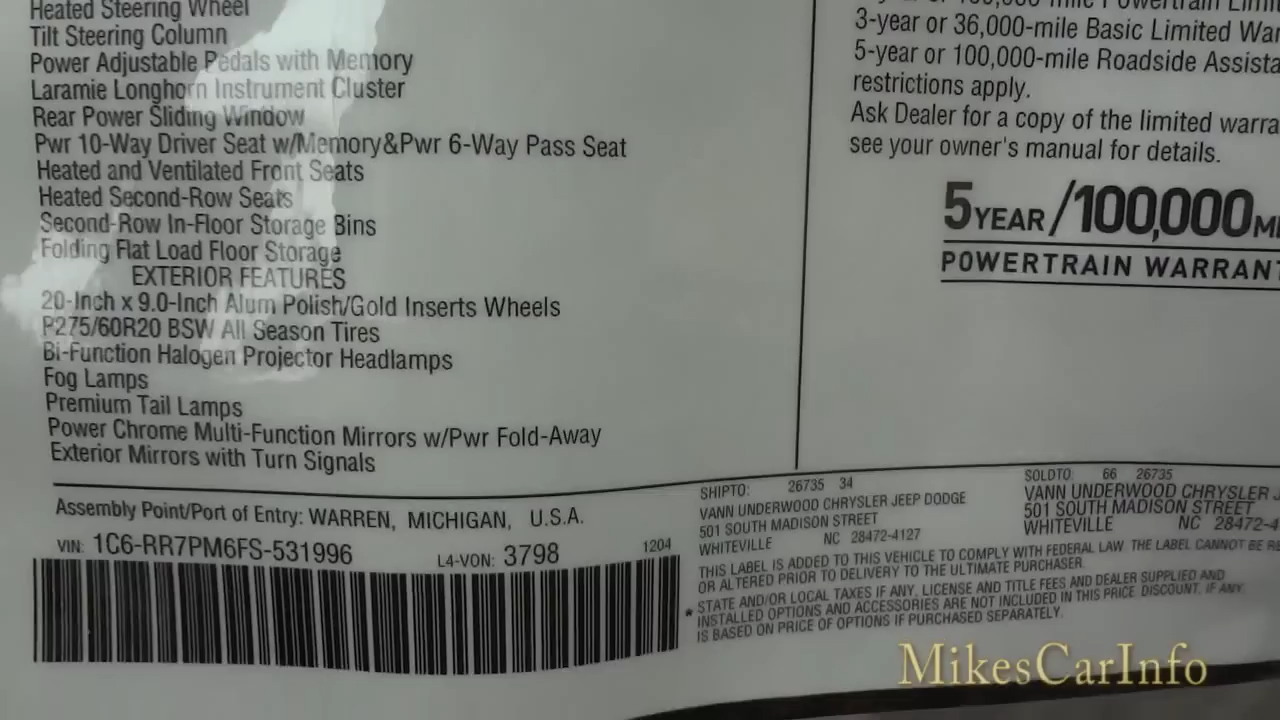 Heated Steering Wheel
Tilt Steering Column
Power Adjustable Pedals with Memory
Laramie Longhorn Instrument Cluster
Rear Power Sliding Window
Pwr 10-Way Driver Seat w/Memory&Pwr 6-Way Pass Seat
Heated and Ventilated Front Seats
Heated Second-Row Seats
Second-Row In-Floor Storage Bins
Folding Flat Load Floor Storage
EXTERIOR FEATURES
20-Inch x 9.0-Inch Alum Polish/Gold Inserts Wheels
P275/60R20 BSW All Season Tires
Bi-Function Halogen Projector Headlamps
Fog Lamps
Premium Tail Lamps
Power Chrome Multi-Function Mirrors w/Pwr Fold-Away
Exterior Mirrors with Turn Signals
3-year or 36,000-mile Basic Limited
5-year or 100,000-mile Roadside
restrictions apply.
Ask Dealer for a copy of the limited
see your owner's manual for details.
5 YEAR/100,000
POWERTRAIN
Assembly Point/Port of Entry: WARREN, MICHIGAN, U.S.A.
VIN: 1C6-RR7PM6FS-531996 L4-VON: 3798 1204
SHIPTO: 26735 34
VANN UNDERWOOD CHRYSLER JEEP DODGE
501 SOUTH MADISON STREET
WHITEVILLE NC 28472-4127
SOLDTO: 66 26735
VANN UNDERWOOD CHRYSLER
501 SOUTH MADISON STREET
WHITEVILLE NC
THIS LABEL IS ADDED TO THIS VEHICLE TO COMPLY WITH FEDERAL LAW THE LABEL CANNOT BE
OR ALTERED PRIOR TO DELIVERY TO THE ULTIMATE PURCHASER.
* STATE AND/OR LOCAL TAXES IF ANY, LICENSE AND TITLE FEES AND DEALER SUPPLIED AND
INSTALLED OPTIONS AND ACCESSORIES ARE NOT INCLUDED IN THIS PRICE DISCOUNT, IF ANY
IS BASED ON PRICE OF OPTIONS IF PURCHASED SEPARATELY.
MikesCarInfo